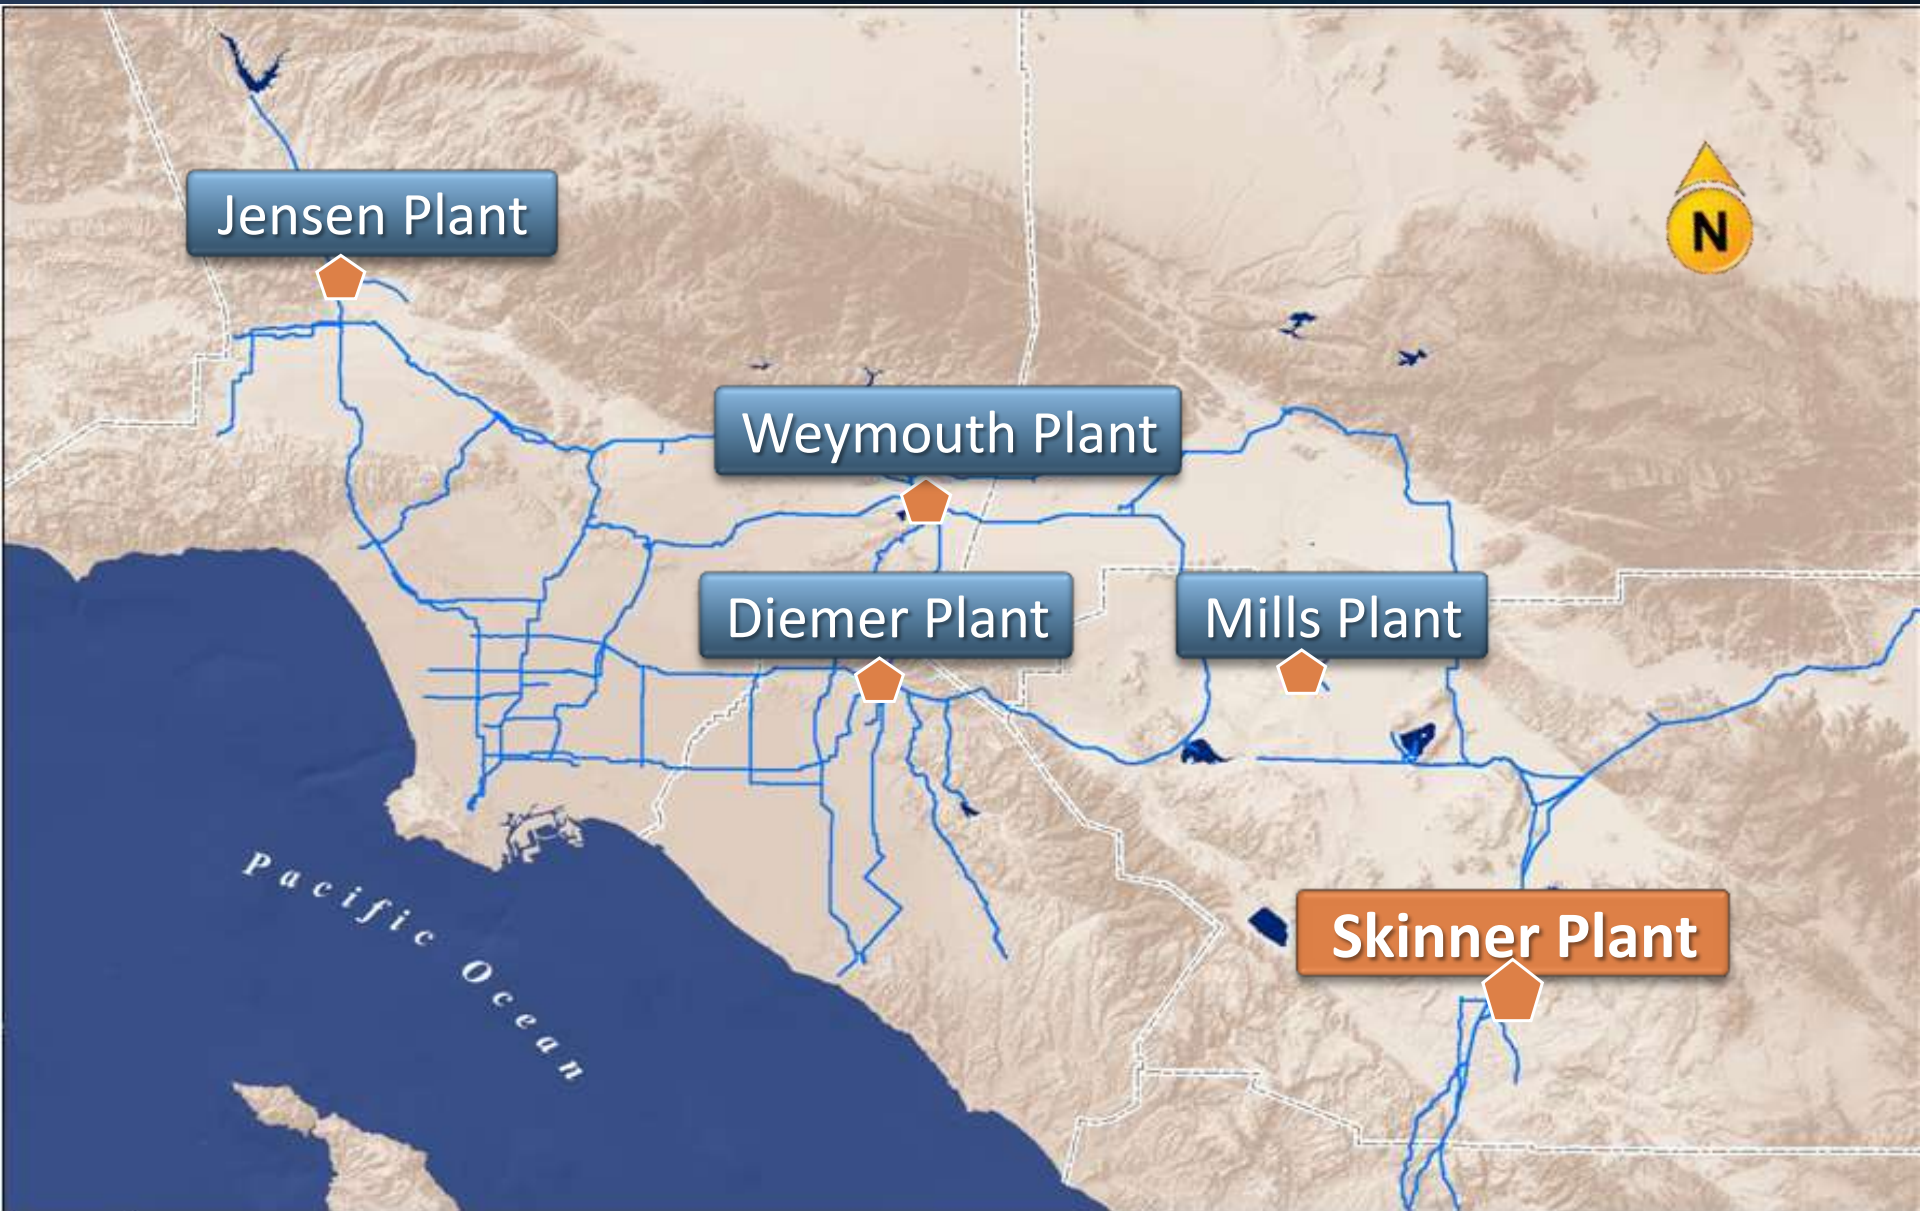 Jensen Plant
N
Weymouth Plant
Diemer Plant
Mills Plant
Skinner Plant
Pacific Ocean